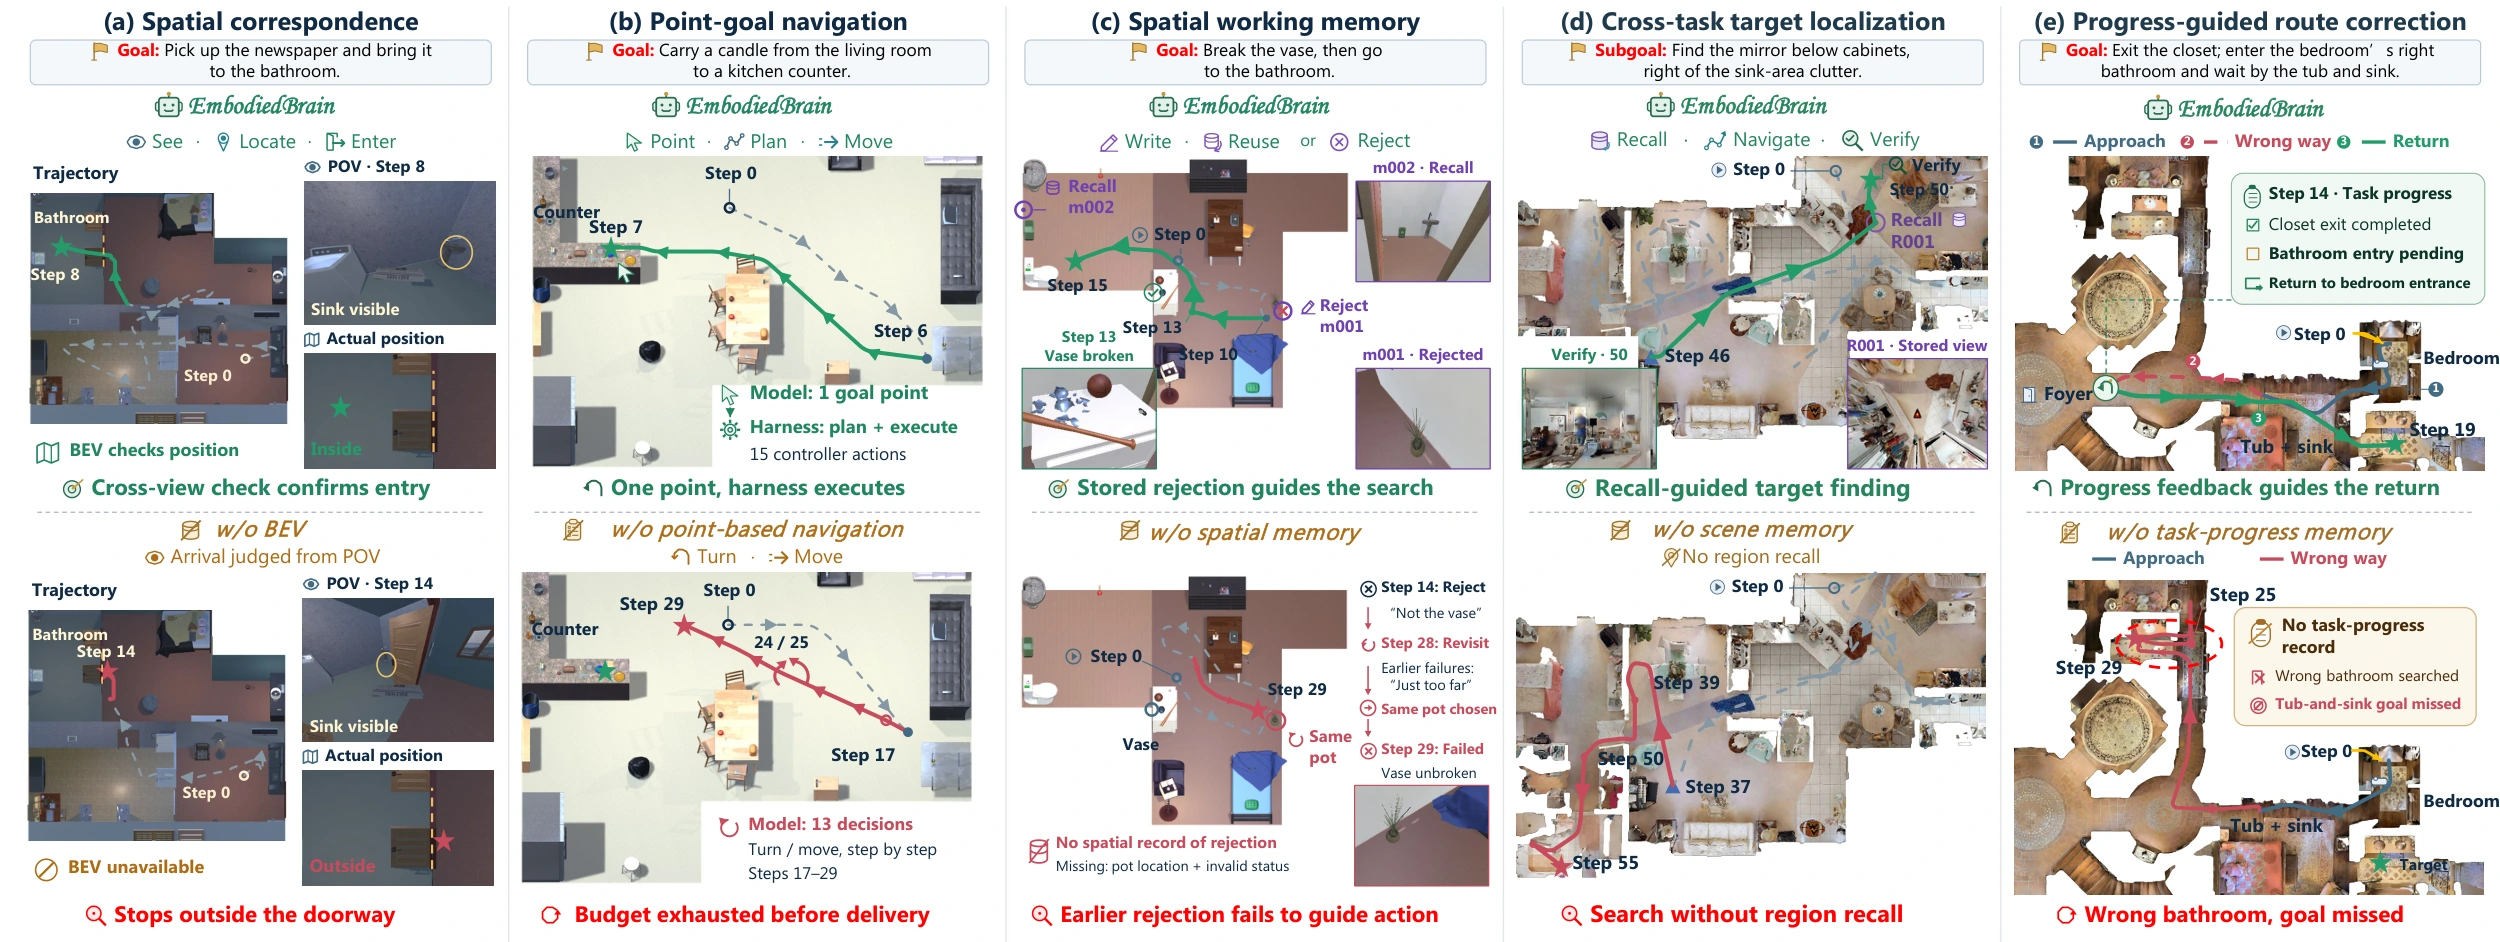 (a) Spatial correspondence
Goal: Pick up the newspaper and bring it
to the bathroom.
EmbodiedBrain
See · Locate · Enter
Trajectory
POV · Step 8
Bathroom
Step 8
Step 0
Sink visible
Actual position
Inside
BEV checks position
Cross-view check confirms entry
w/o BEV
Arrival judged from POV
Trajectory
POV · Step 14
Bathroom
Step 14
Step 0
Sink visible
Actual position
Outside
BEV unavailable
Stops outside the doorway
(b) Point-goal navigation
Goal: Carry a candle from the living room
to a kitchen counter.
EmbodiedBrain
Point · Plan · Move
Step 0
Counter
Step 7
Step 6
Model: 1 goal point
Harness: plan + execute
15 controller actions
One point, harness executes
w/o point-based navigation
Turn · Move
Step 0
Step 29
Counter
24 / 25
Step 17
Model: 13 decisions
Turn / move, step by step
Steps 17–29
Budget exhausted before delivery
(c) Spatial working memory
Goal: Break the vase, then go
to the bathroom.
EmbodiedBrain
Write · Reuse or Reject
Recall
m002
m002 · Recall
Step 0
Step 15
Reject
m001
Step 13
Step 13
Vase broken
Step 10
m001 · Rejected
Stored rejection guides the search
w/o spatial memory
Step 0
Step 29
Vase
Same
pot
Step 14: Reject
“Not the vase”
Step 28: Revisit
Earlier failures:
“Just too far”
Same pot chosen
Step 29: Failed
Vase unbroken
No spatial record of rejection
Missing: pot location + invalid status
Earlier rejection fails to guide action
(d) Cross-task target localization
Subgoal: Find the mirror below cabinets,
right of the sink-area clutter.
EmbodiedBrain
Recall · Navigate · Verify
Step 0
Verify
Step 50
Recall
R001
Step 46
Verify · 50
R001 · Stored view
Recall-guided target finding
w/o scene memory
No region recall
Step 0
Step 39
Step 50
Step 37
Step 55
Search without region recall
(e) Progress-guided route correction
Goal: Exit the closet; enter the bedroom’ s right
bathroom and wait by the tub and sink.
EmbodiedBrain
1 Approach 2 Wrong way 3 Return
Step 14 · Task progress
Closet exit completed
Bathroom entry pending
Return to bedroom entrance
Step 0
Bedroom
2
1
Foyer
3
Step 19
Tub + sink
Progress feedback guides the return
w/o task-progress memory
Approach Wrong way
Step 25
No task-progress
record
Wrong bathroom searched
Tub-and-sink goal missed
Step 29
Step 0
Bedroom
Tub + sink
Target
Wrong bathroom, goal missed